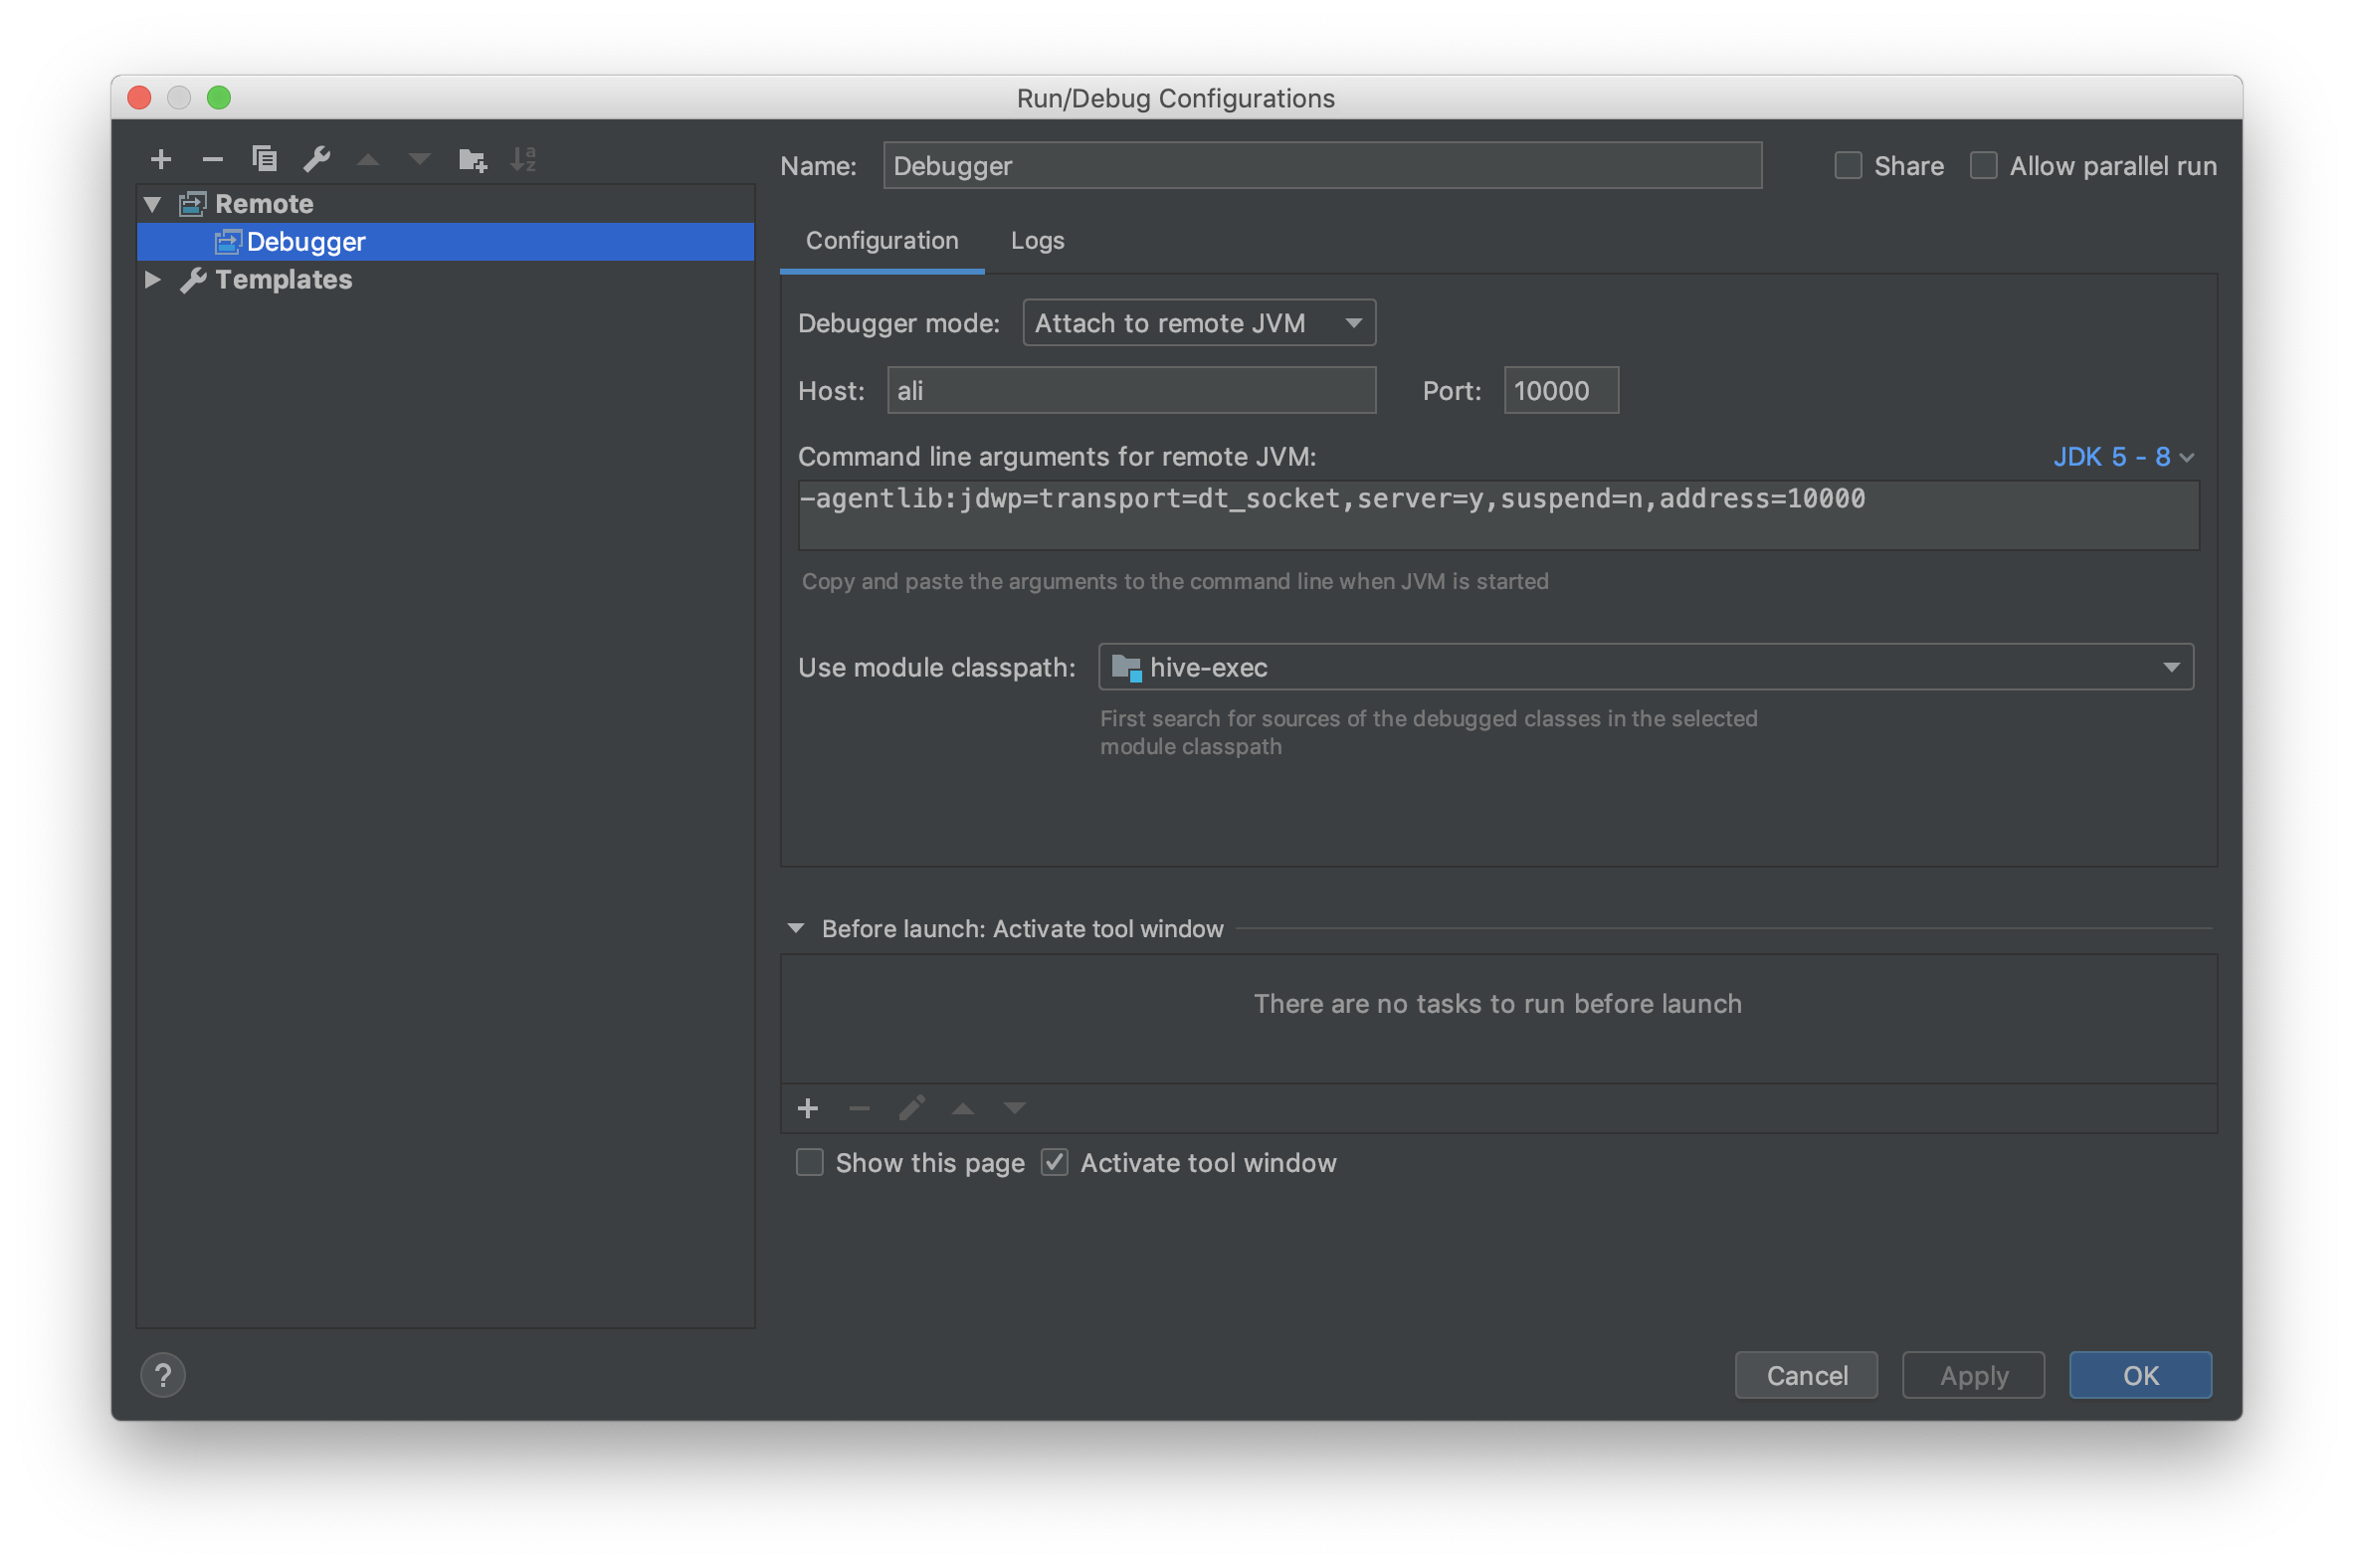 Run/Debug Configurations
Remote
Debugger
Templates
Name: Debugger
Share
Allow parallel run
Configuration
Logs
Debugger mode: Attach to remote JVM
Host: ali
Port: 10000
Command line arguments for remote JVM:
JDK 5 - 8
-agentlib:jdwp=transport=dt_socket,server=y,suspend=n,address=10000
Copy and paste the arguments to the command line when JVM is started
Use module classpath: hive-exec
First search for sources of the debugged classes in the selected
module classpath
Before launch: Activate tool window
There are no tasks to run before launch
Show this page
Activate tool window
?
Cancel
Apply
OK